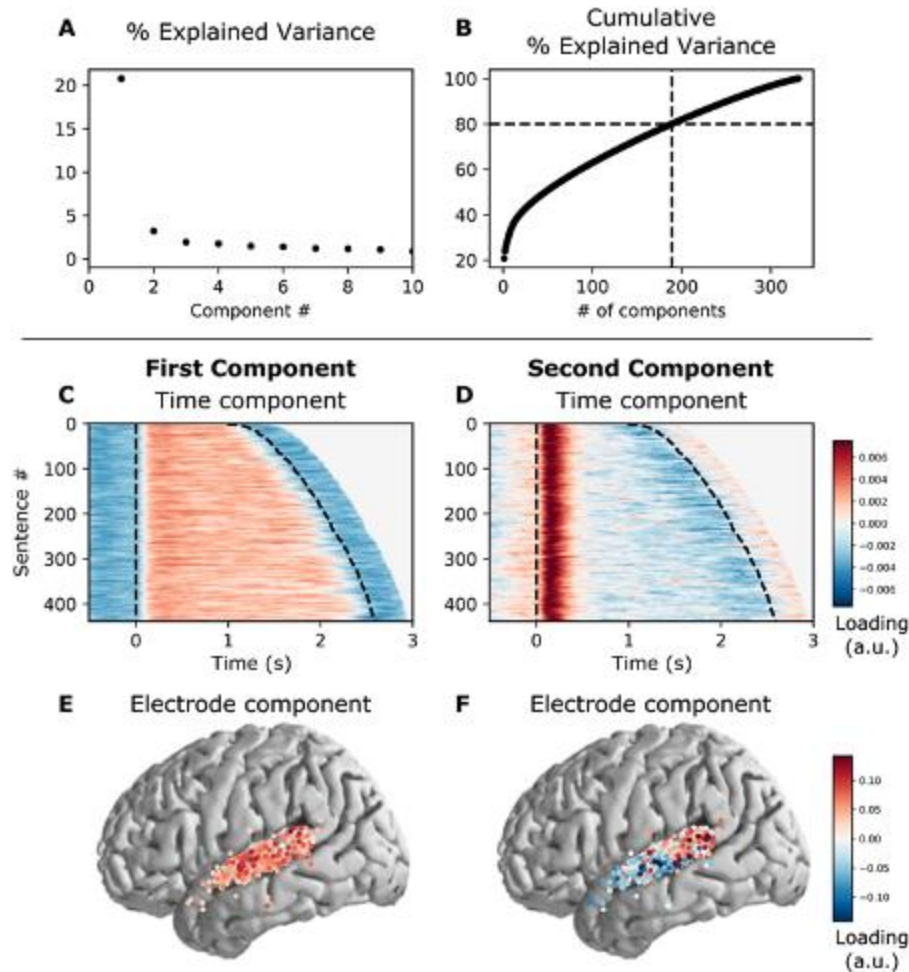 A % Explained Variance
20
15
10
5
0
0 2 4 6 8 10
Component #
B Cumulative
% Explained Variance
100
80
60
40
20
0 100 200 300
# of components
First Component
C Time component
0
100
200
300
400
Sentence #
0 1 2 3
Time (s)
Second Component
D Time component
0
100
200
300
400
0 1 2 3
Time (s)
0.006
0.004
0.002
0.000
−0.002
−0.004
−0.006
Loading
(a.u.)
E Electrode component
F Electrode component
0.10
0.05
0.00
−0.05
−0.10
Loading
(a.u.)